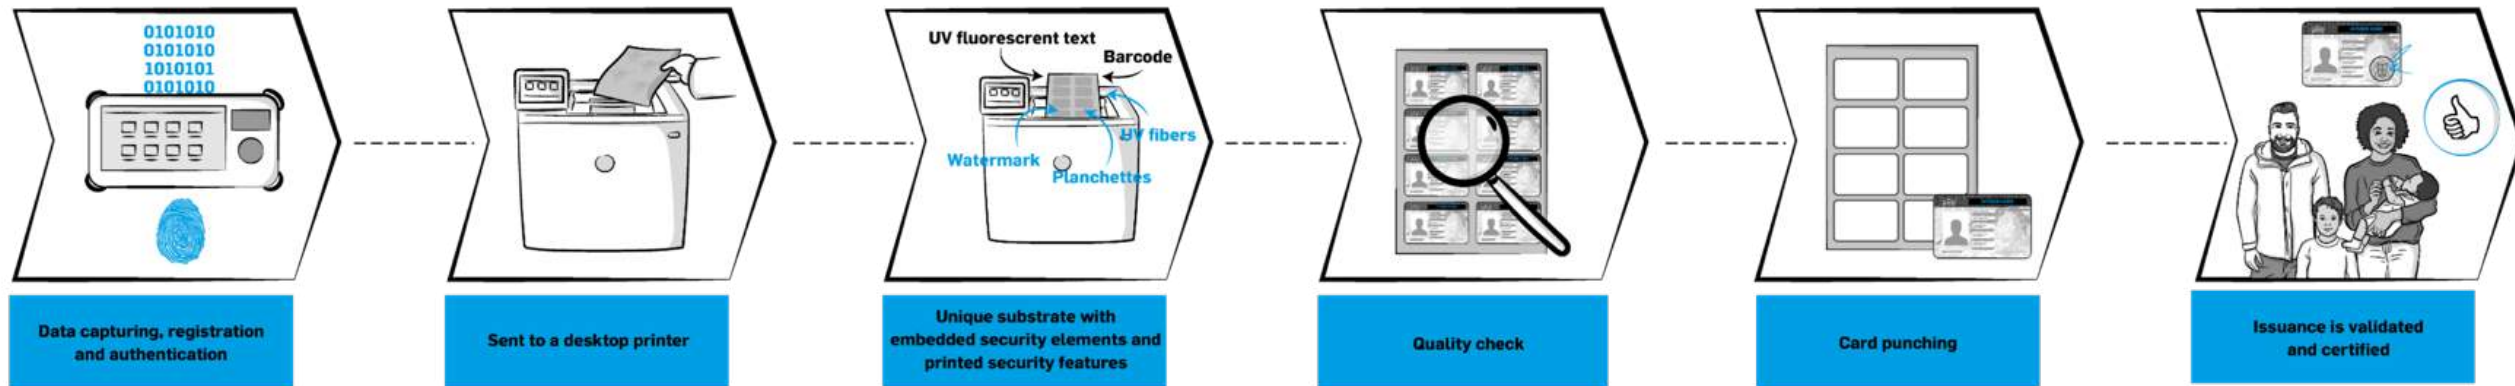 0101010
0101010
1010101
0101010
UV fluorescrent text
Barcode
UV fibers
Watermark
Planchettes
Data capturing, registration
and authentication
Sent to a desktop printer
Unique substrate with
embedded security elements and
printed security features
Quality check
Card punching
Issuance is validated
and certified